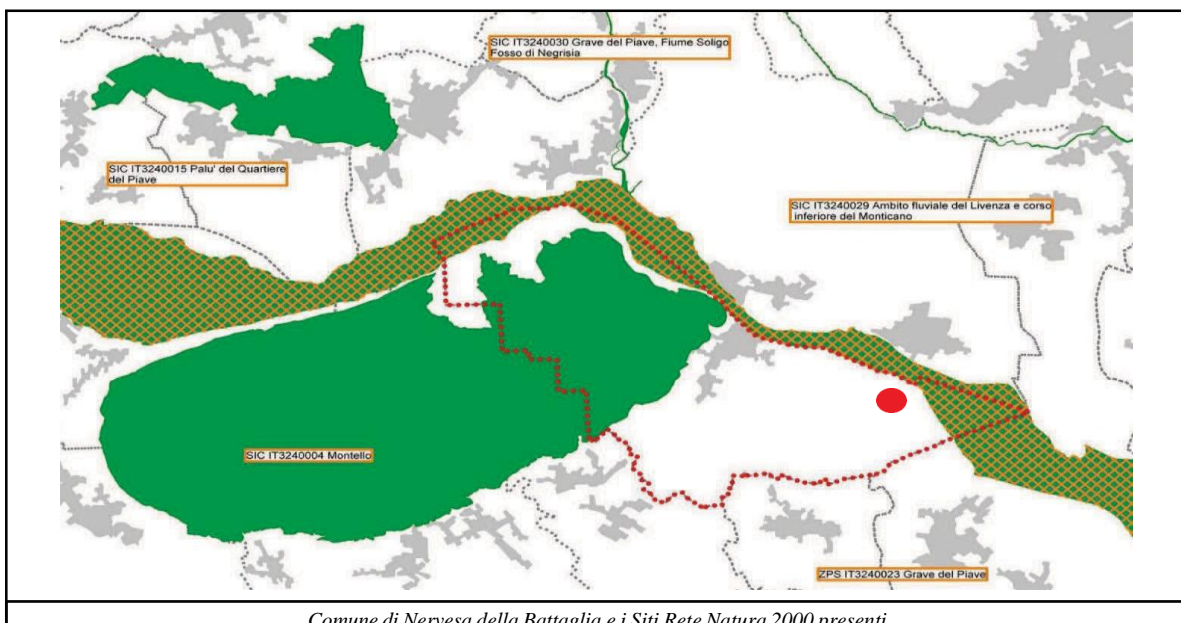 SIC IT3240030 Grave del Piave, Fiume Soligo
Fosso di Negrisia
SIC IT3240015 Palu' del Quartiere
del Piave
SIC IT3240029 Ambito fluviale del Livenza e corso
inferiore del Monticano
SIC IT3240004 Montello
ZPS IT3240023 Grave del Piave
Comune di Nervesa della Battaglia e i Siti Rete Natura 2000 presenti